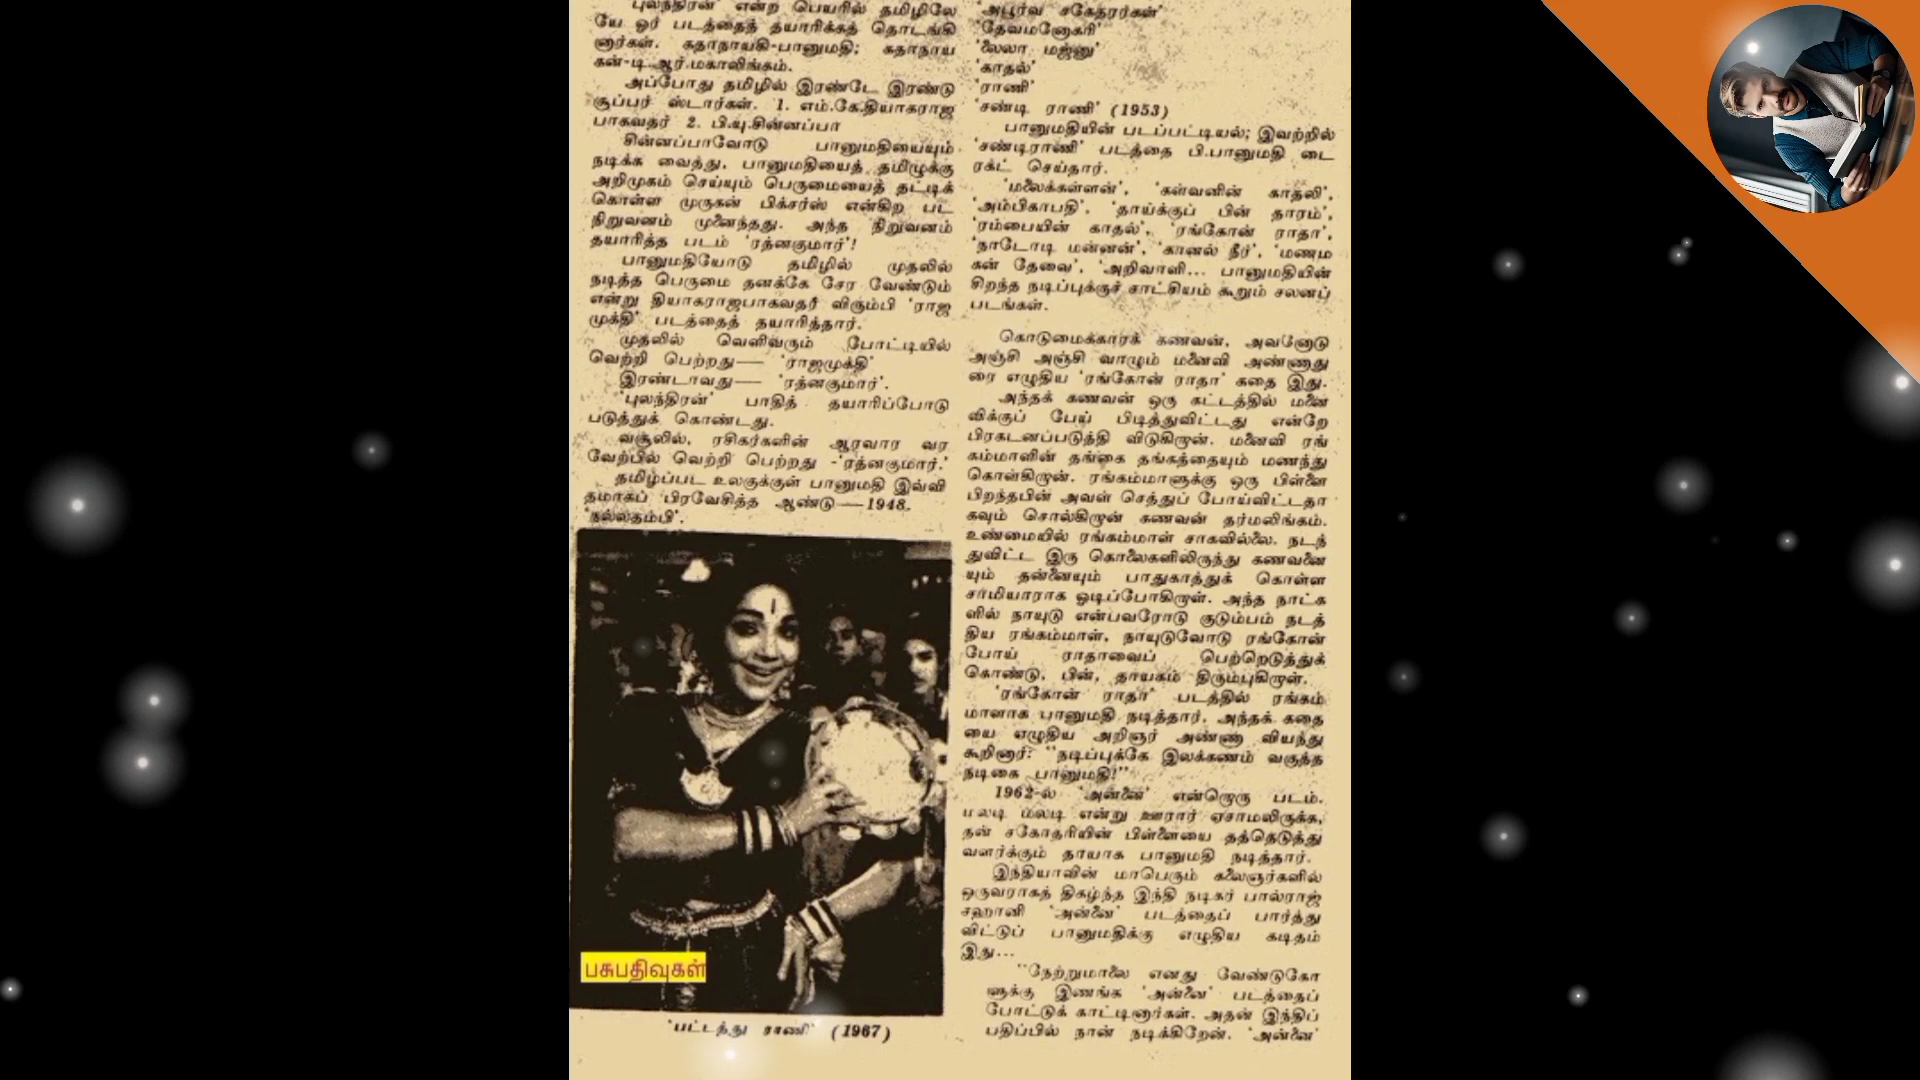 புலந்திரன்' என்ற பெயரில் தமிழிலே
யே ஓர் படத்தைத் தயாரிக்கத் தொடங்கி
னார்கள். கதாநாயகி-பானுமதி; கதாநாய
கன்-டி.ஆர்.மகாலிங்கம்.
அப்போது தமிழில் இரண்டே இரண்டு
சூப்பர் ஸ்டார்கள். 1. எம்.கே.தியாகராஜ
பாகவதர் 2. பி.யு.சின்னப்பா
சின்னப்பாவோடு பானுமதியையும்
நடிக்க வைத்து, பானுமதியைத் தமிழுக்கு
அறிமுகம் செய்யும் பெருமையைத் தட்டிக்
கொள்ள முருகன் பிக்சர்ஸ் என்கிற பட
நிறுவனம் முனைந்தது. அந்த நிறுவனம்
தயாரித்த படம் 'ரத்னகுமார்'!
பானுமதியோடு தமிழில் முதலில்
நடித்த பெருமை தனக்கே சேர வேண்டும்
என்று தியாகராஜபாகவதர் விரும்பி 'ராஜ
முக்தி' படத்தைத் தயாரித்தார்.
முதலில் வெளிவரும் போட்டியில்
வெற்றி பெற்றது— 'ராஜமுக்தி'
இரண்டாவது— 'ரத்னகுமார்'.
'புலந்திரன்' பாதித் தயாரிப்போடு
படுத்துக் கொண்டது.
வசூலில், ரசிகர்களின் ஆரவார வர
வேற்பில் வெற்றி பெற்றது -'ரத்னகுமார்.'
தமிழ்ப்பட உலகுக்குள் பானுமதி இவ்வி
தமாகப் பிரவேசித்த ஆண்டு—1948.
'நல்லதம்பி'.
பசுபதிவுகள்
'பட்டத்து ராணி' (1967)
'அபூர்வ சகோதரர்கள்'
'தேவமனோகரி'
'லைலா மஜ்னு'
'காதல்'
'ராணி'
'சண்டி ராணி' (1953)
பானுமதியின் படப்பட்டியல்; இவற்றில்
'சண்டிராணி' படத்தை பி.பானுமதி டை
ரக்ட் செய்தார்.
'மலைக்கள்ளன்', 'கள்வனின் காதலி',
'அம்பிகாபதி', 'தாய்க்குப் பின் தாரம்',
'ரம்பையின் காதல்', 'ரங்கோன் ராதா',
'நாடோடி மன்னன்', 'கானல் நீர்', 'மணம
கன் தேவை', 'அறிவாளி... பானுமதியின்
சிறந்த நடிப்புக்குச் சாட்சியம் கூறும் சலனப்
படங்கள்.
கொடுமைக்காரக் கணவன், அவனோடு
அஞ்சி அஞ்சி வாழும் மனைவி அண்ணாது
ரை எழுதிய 'ரங்கோன் ராதா' கதை இது.
அந்தக் கணவன் ஒரு கட்டத்தில் மனை
விக்குப் பேய் பிடித்துவிட்டது என்றே
பிரகடனப்படுத்தி விடுகிறான். மனைவி ரங்
கம்மாளின் தங்கை தங்கத்தையும் மணந்து
கொள்கிறான். ரங்கம்மாளுக்கு ஒரு பிள்ளை
பிறந்தபின் அவள் செத்துப் போய்விட்டதா
கவும் சொல்கிறான் கணவன் தர்மலிங்கம்.
உண்மையில் ரங்கம்மாள் சாகவில்லை. நடந்
துவிட்ட இரு கொலைகளிலிருந்து கணவனை
யும் தன்னையும் பாதுகாத்துக் கொள்ள
சாமியாராக ஓடிப்போகிறாள். அந்த நாட்க
ளில் நாயுடு என்பவரோடு குடும்பம் நடத்
திய ரங்கம்மாள், நாயுடுவோடு ரங்கோன்
போய் ராதாவைப் பெற்றெடுத்துக்
கொண்டு, பின், தாயகம் திரும்புகிறாள்.
'ரங்கோன் ராதா' படத்தில் ரங்கம்
மாளாக பானுமதி நடித்தார், அந்தக் கதை
யை எழுதிய அறிஞர் அண்ணா வியந்து
கூறினார்: "நடிப்புக்கே இலக்கணம் வகுத்த
நடிகை பானுமதி!"
1962-ல் 'அன்னை' என்றொரு படம்.
மலடி மலடி என்று ஊரார் ஏசாமலிருக்க,
தன் சகோதரியின் பிள்ளையை தத்தெடுத்து
வளர்க்கும் தாயாக பானுமதி நடித்தார்.
இந்தியாவின் மாபெரும் கலைஞர்களில்
ஒருவராகத் திகழ்ந்த இந்தி நடிகர் பால்ராஜ்
சஹானி 'அன்னை' படத்தைப் பார்த்து
விட்டுப் பானுமதிக்கு எழுதிய கடிதம்
இது...
"நேற்றுமாலை எனது வேண்டுகோ
ளுக்கு இணங்க 'அன்னை' படத்தைப்
போட்டுக் காட்டினார்கள். அதன் இந்திப்
பதிப்பில் நான் நடிக்கிறேன். 'அன்னை'